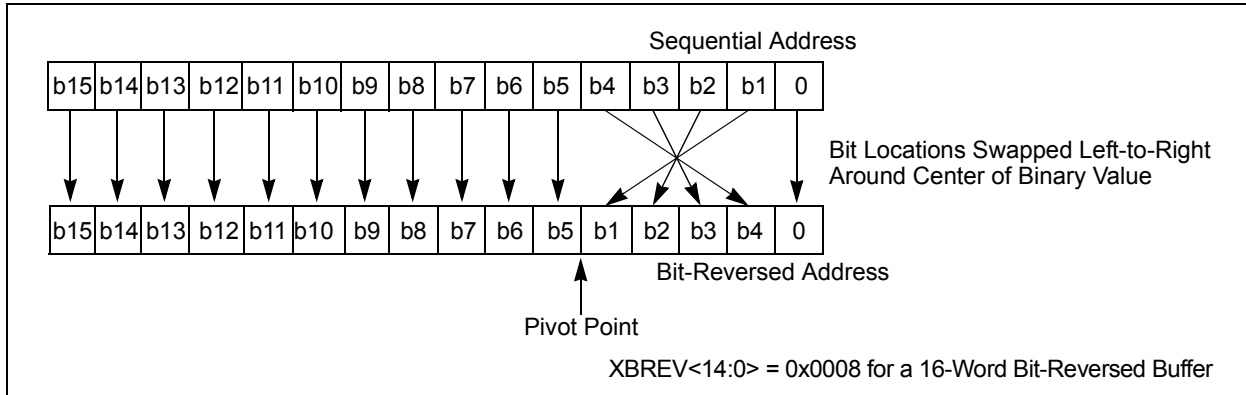 Sequential Address
b15 b14 b13 b12 b11 b10 b9 b8 b7 b6 b5 b4 b3 b2 b1 0
Bit Locations Swapped Left-to-Right
Around Center of Binary Value
b15 b14 b13 b12 b11 b10 b9 b8 b7 b6 b5 b1 b2 b3 b4 0
Bit-Reversed Address
Pivot Point
XBREV<14:0> = 0x0008 for a 16-Word Bit-Reversed Buffer